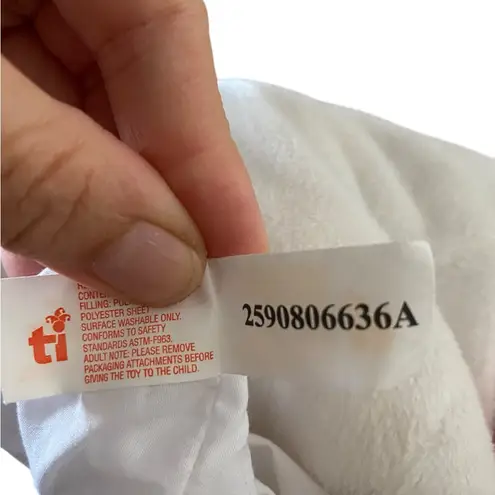 ti
CONTE
FILLING: POL
POLYESTER SHEET
SURFACE WASHABLE ONLY.
CONFORMS TO SAFETY
STANDARDS ASTM-F963.
ADULT NOTE: PLEASE REMOVE
PACKAGING ATTACHMENTS BEFORE
GIVING THE TOY TO THE CHILD.
2590806636A